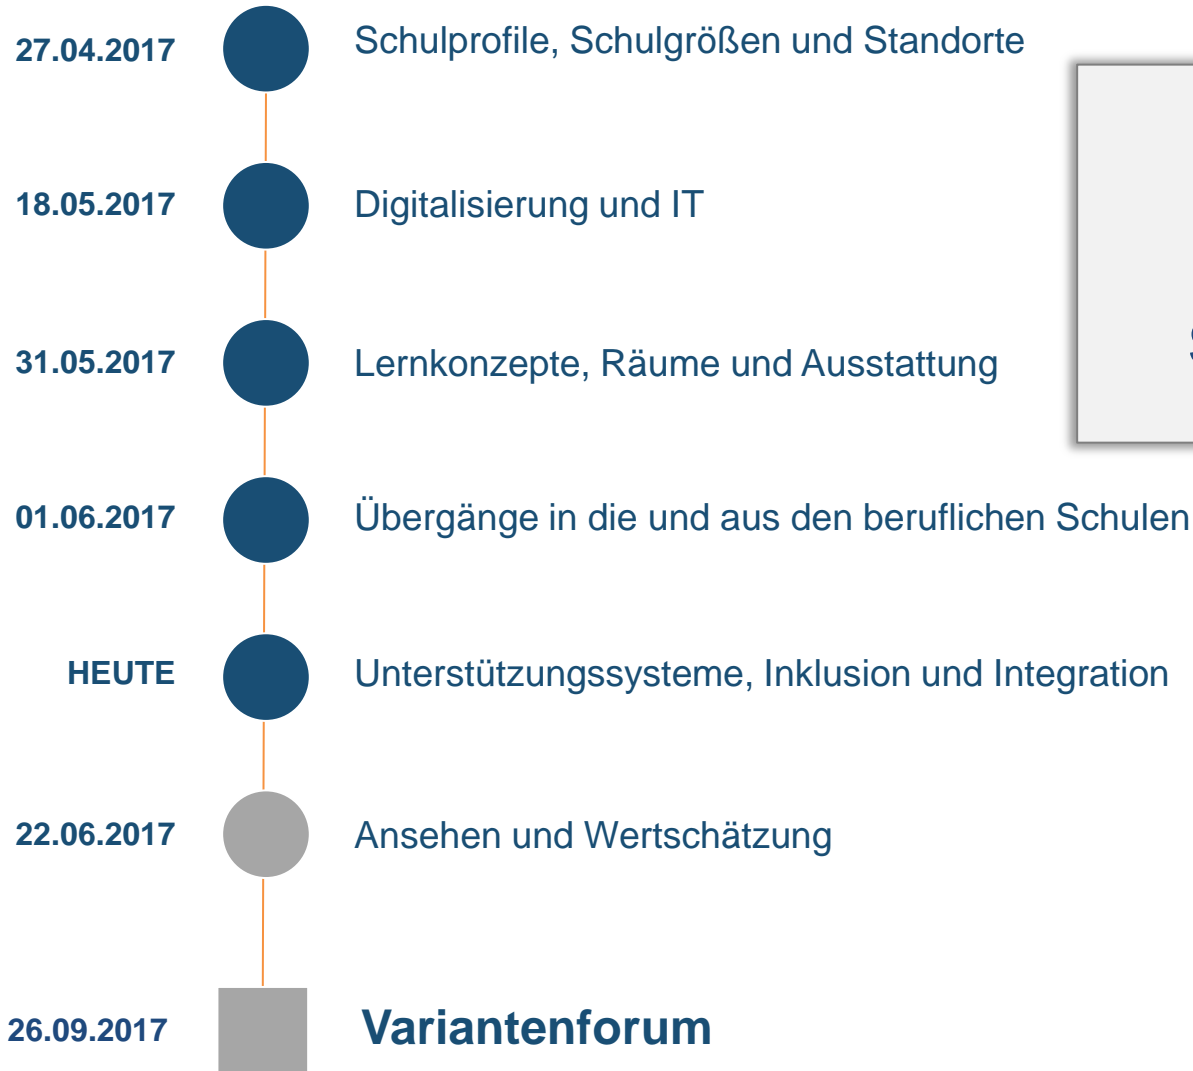 27.04.2017 Schulprofile, Schulgrößen und Standorte
18.05.2017 Digitalisierung und IT
31.05.2017 Lernkonzepte, Räume und Ausstattung
01.06.2017 Übergänge in die und aus den beruflichen Schulen
HEUTE Unterstützungssysteme, Inklusion und Integration
22.06.2017 Ansehen und Wertschätzung
26.09.2017 Variantenforum